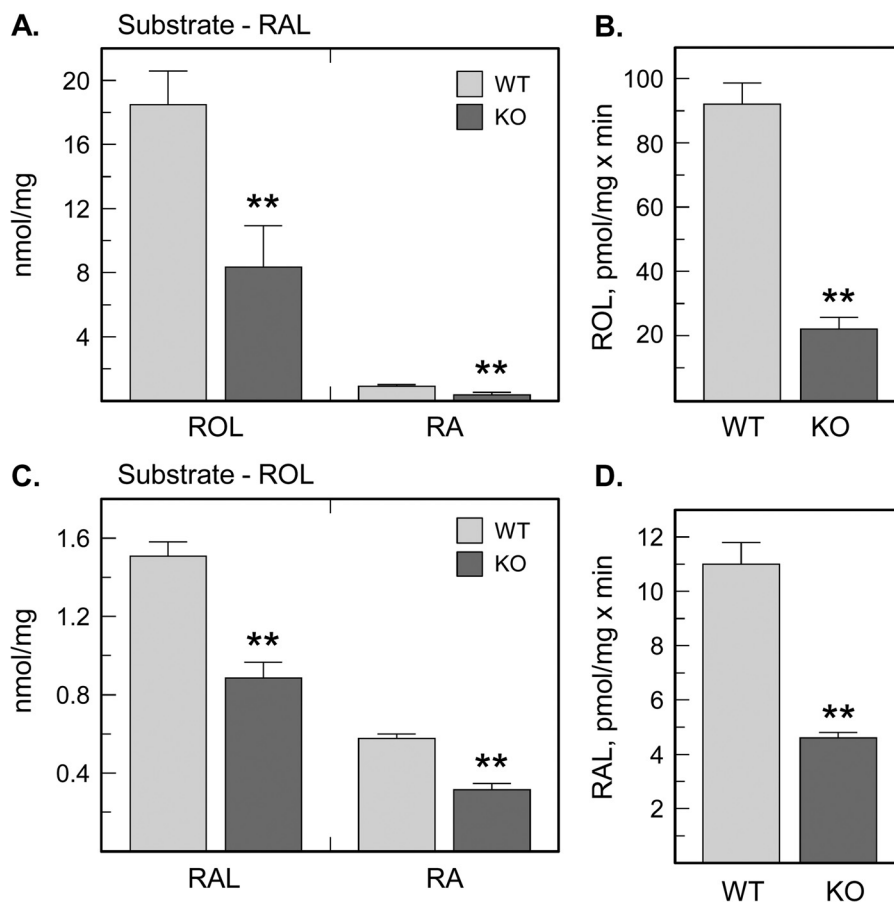 A. Substrate - RAL
nmol/mg
20
16
12
8
4
WT
KO
**
**
ROL RA
B.
ROL, pmol/mg x min
100
80
60
40
20
**
WT KO
C. Substrate - ROL
nmol/mg
1.6
1.2
0.8
0.4
WT
KO
**
**
RAL RA
D.
RAL, pmol/mg x min
12
10
8
6
4
2
**
WT KO